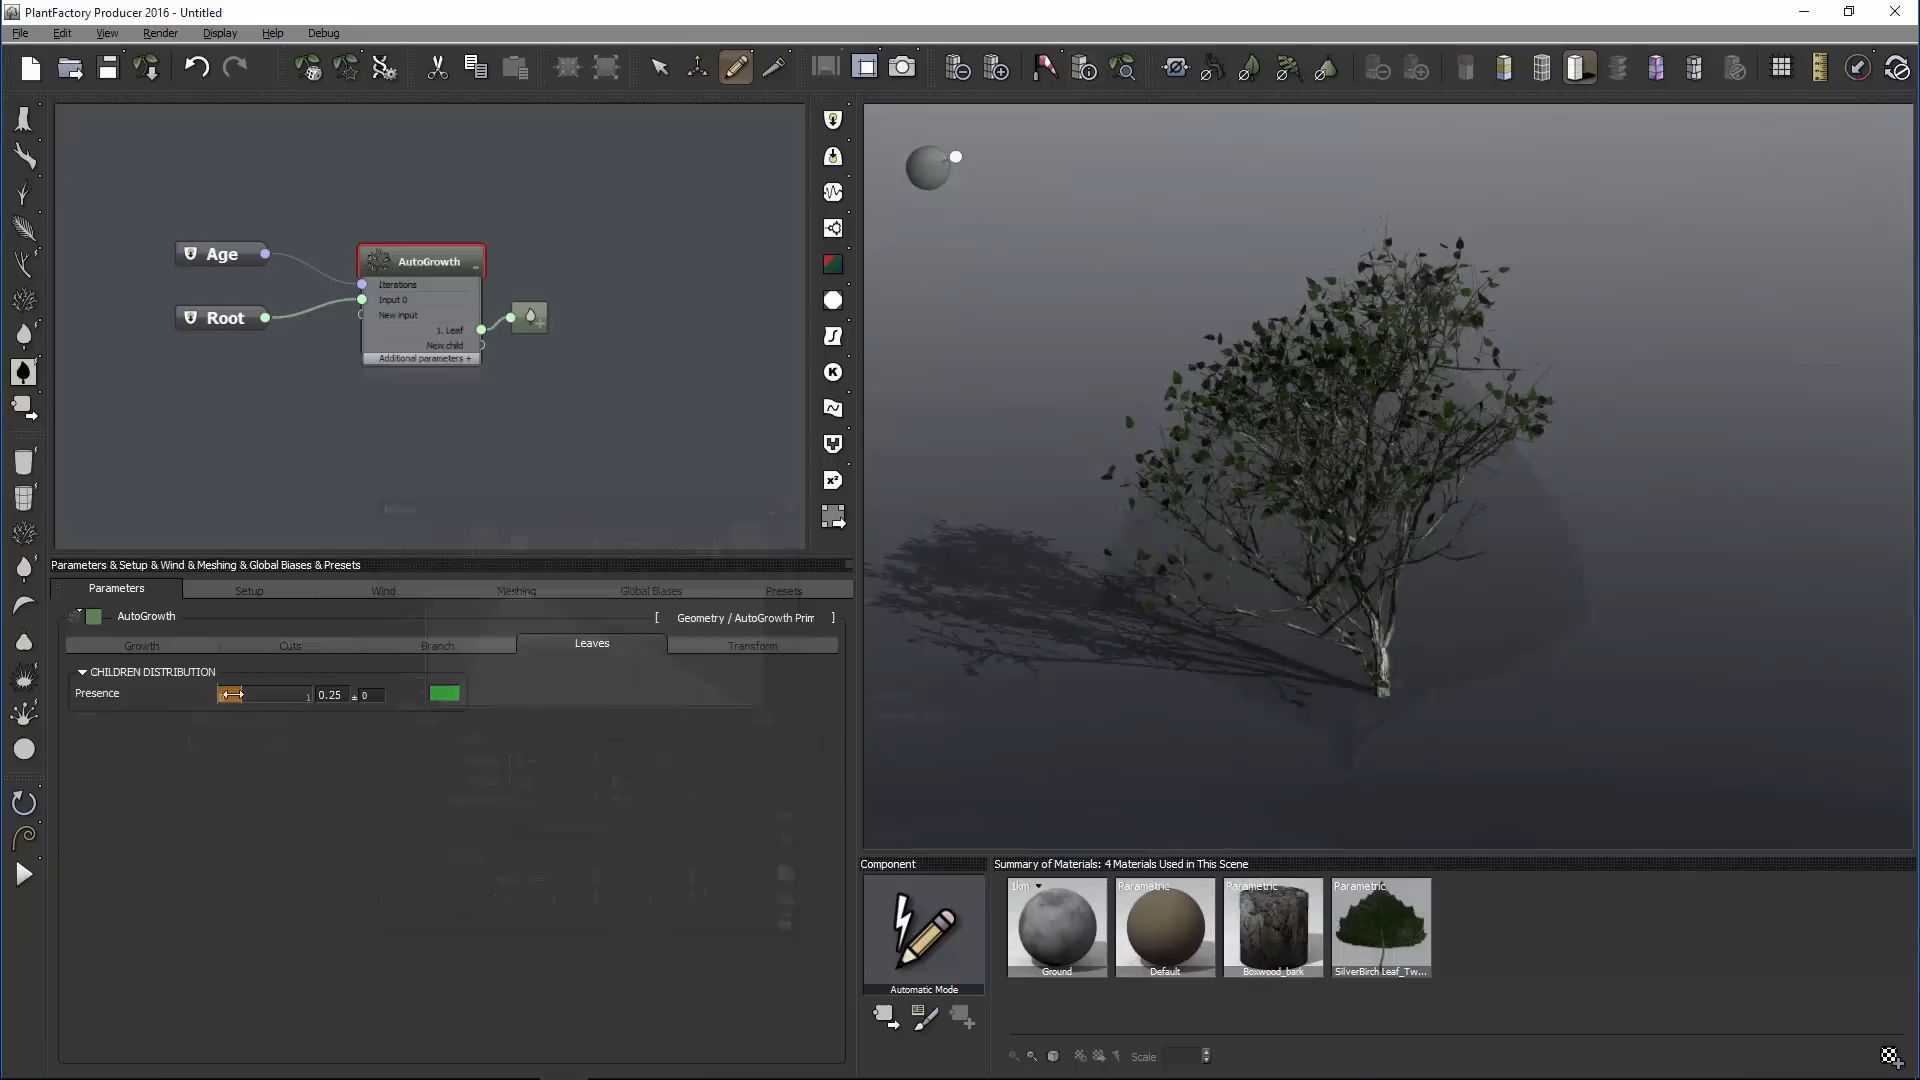 PlantFactory Producer 2016 - Untitled
File Edit View Render Display Help Debug
Age
Root
AutoGrowth
Iterations
Input 0
New input
1. Leaf
New child
Additional parameters +
Parameters & Setup & Wind & Meshing & Global Biases & Presets
Parameters Setup Wind Meshing Global Biases Presets
AutoGrowth [ Geometry / AutoGrowth Prim ]
Growth Cuts Branch Leaves Transform
CHILDREN DISTRIBUTION
Presence 1 0.25 ± 0
Component
Automatic Mode
Summary of Materials: 4 Materials Used in This Scene
1km Parametric Parametric Parametric
Ground Default Boxwood_bark SilverBirch Leaf_Tw...
Scale